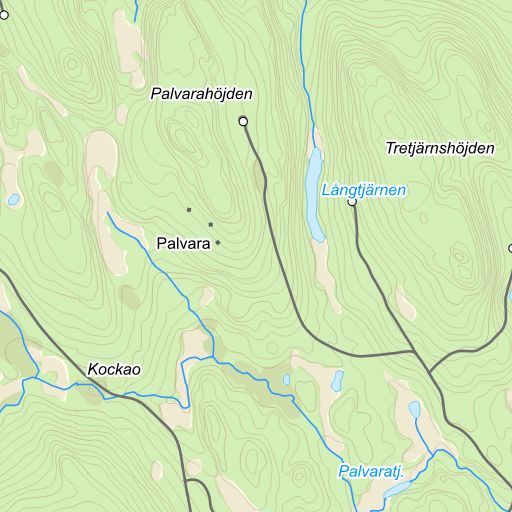 Palvarahöjden
Tretjärnshöjden
Långtjärnen
Palvara
Kockao
Palvaratj.